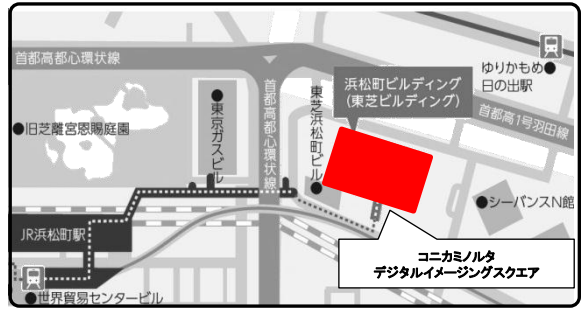 首都高都心環状線
ゆりかもめ
日の出駅
浜松町ビルディング
(東芝ビルディング)
首都高1号羽田線
東京ガスビル
首都高都心環状線
東芝浜松町ビル
旧芝離宮恩賜庭園
シーバンスN館
JR浜松町駅
コニカミノルタ
デジタルイメージングスクエア
世界貿易センタービル